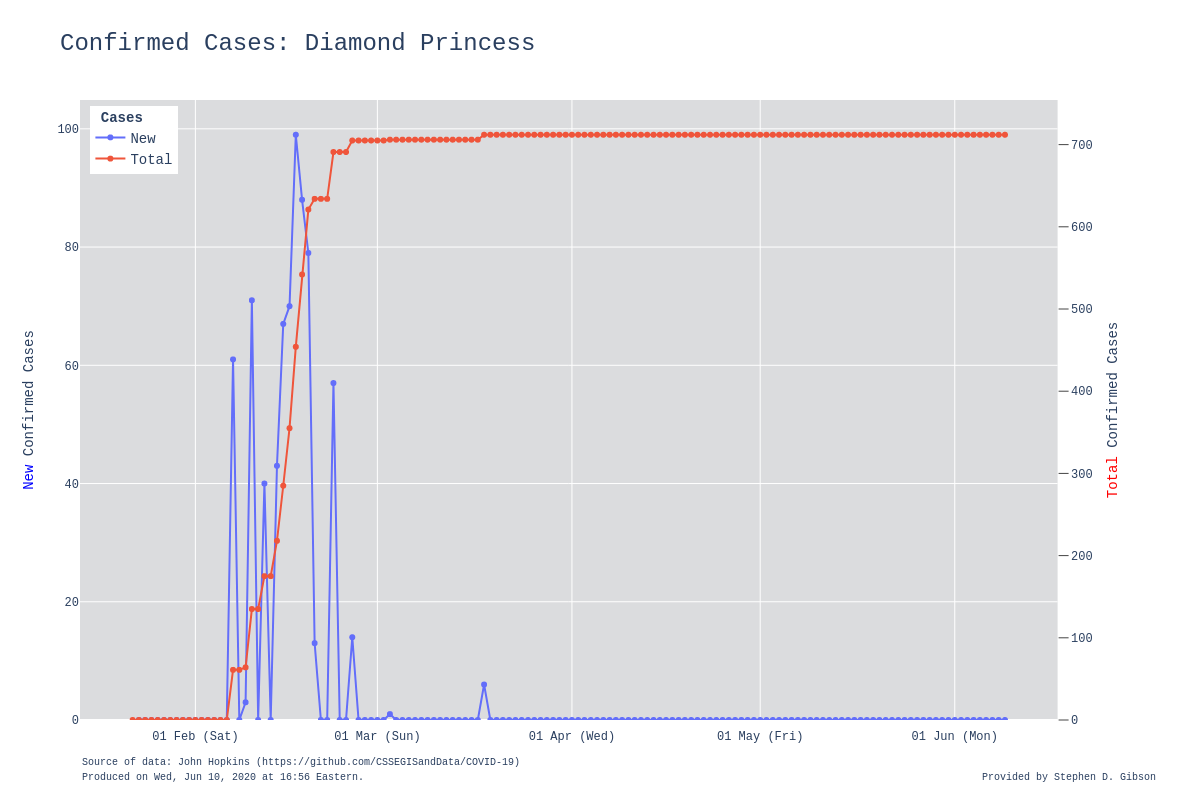 Confirmed Cases: Diamond Princess
Cases
New
Total
100
80
60
40
20
0
New Confirmed Cases
700
600
500
400
300
200
100
0
Total Confirmed Cases
01 Feb (Sat)
01 Mar (Sun)
01 Apr (Wed)
01 May (Fri)
01 Jun (Mon)
Source of data: John Hopkins (https://github.com/CSSEGISandData/COVID-19)
Produced on Wed, Jun 10, 2020 at 16:56 Eastern.
Provided by Stephen D. Gibson